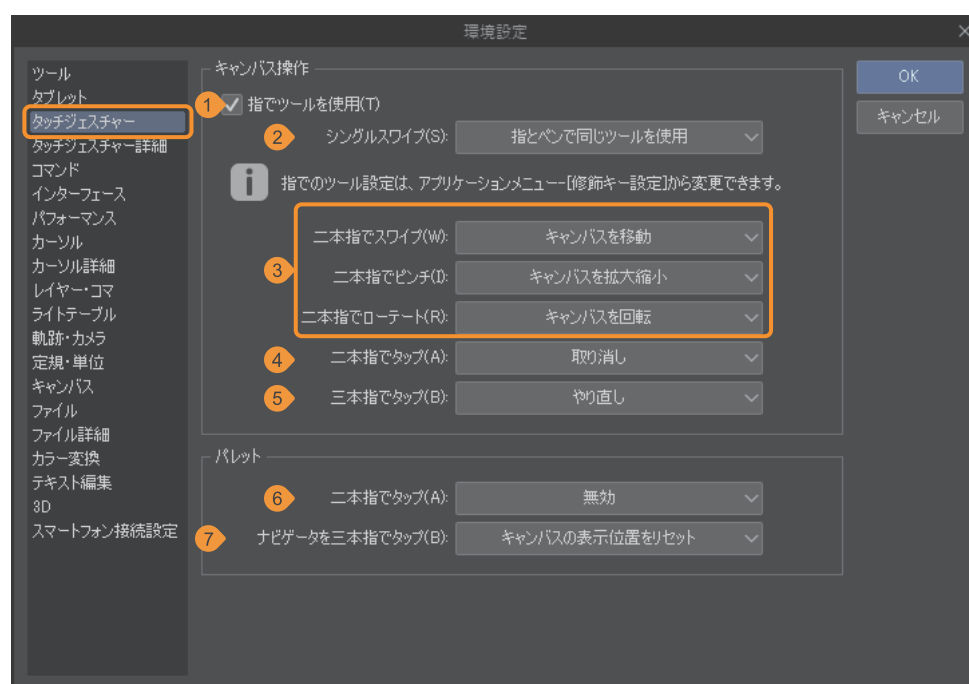 環境設定
ツール
タブレット
タッチジェスチャー
タッチジェスチャー詳細
コマンド
インターフェース
パフォーマンス
カーソル
カーソル詳細
レイヤー・コマ
ライトテーブル
軌跡・カメラ
定規・単位
キャンバス
ファイル
ファイル詳細
カラー変換
テキスト編集
3D
スマートフォン接続設定
キャンバス操作
1 指でツールを使用(T)
2 シングルスワイプ(S): 指とペンで同じツールを使用
i 指でのツール設定は、アプリケーションメニュー-[修飾キー設定]から変更できます。
二本指でスワイプ(W): キャンバスを移動
3 二本指でピンチ(I): キャンバスを拡大縮小
二本指でローテート(R): キャンバスを回転
4 二本指でタップ(A): 取り消し
5 三本指でタップ(B): やり直し
パレット
6 二本指でタップ(A): 無効
7 ナビゲータを三本指でタップ(B): キャンバスの表示位置をリセット
OK
キャンセル